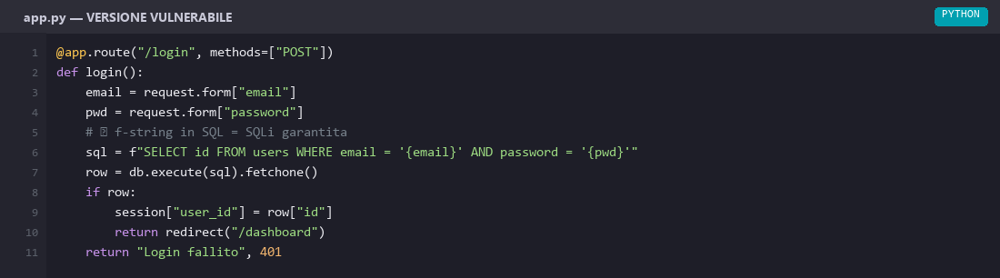 app.py — VERSIONE VULNERABILE
PYTHON
1 @app.route("/login", methods=["POST"])
2 def login():
3     email = request.form["email"]
4     pwd = request.form["password"]
5     # f-string in SQL = SQLi garantita
6     sql = f"SELECT id FROM users WHERE email = '{email}' AND password = '{pwd}'"
7     row = db.execute(sql).fetchone()
8     if row:
9         session["user_id"] = row["id"]
10         return redirect("/dashboard")
11     return "Login fallito", 401